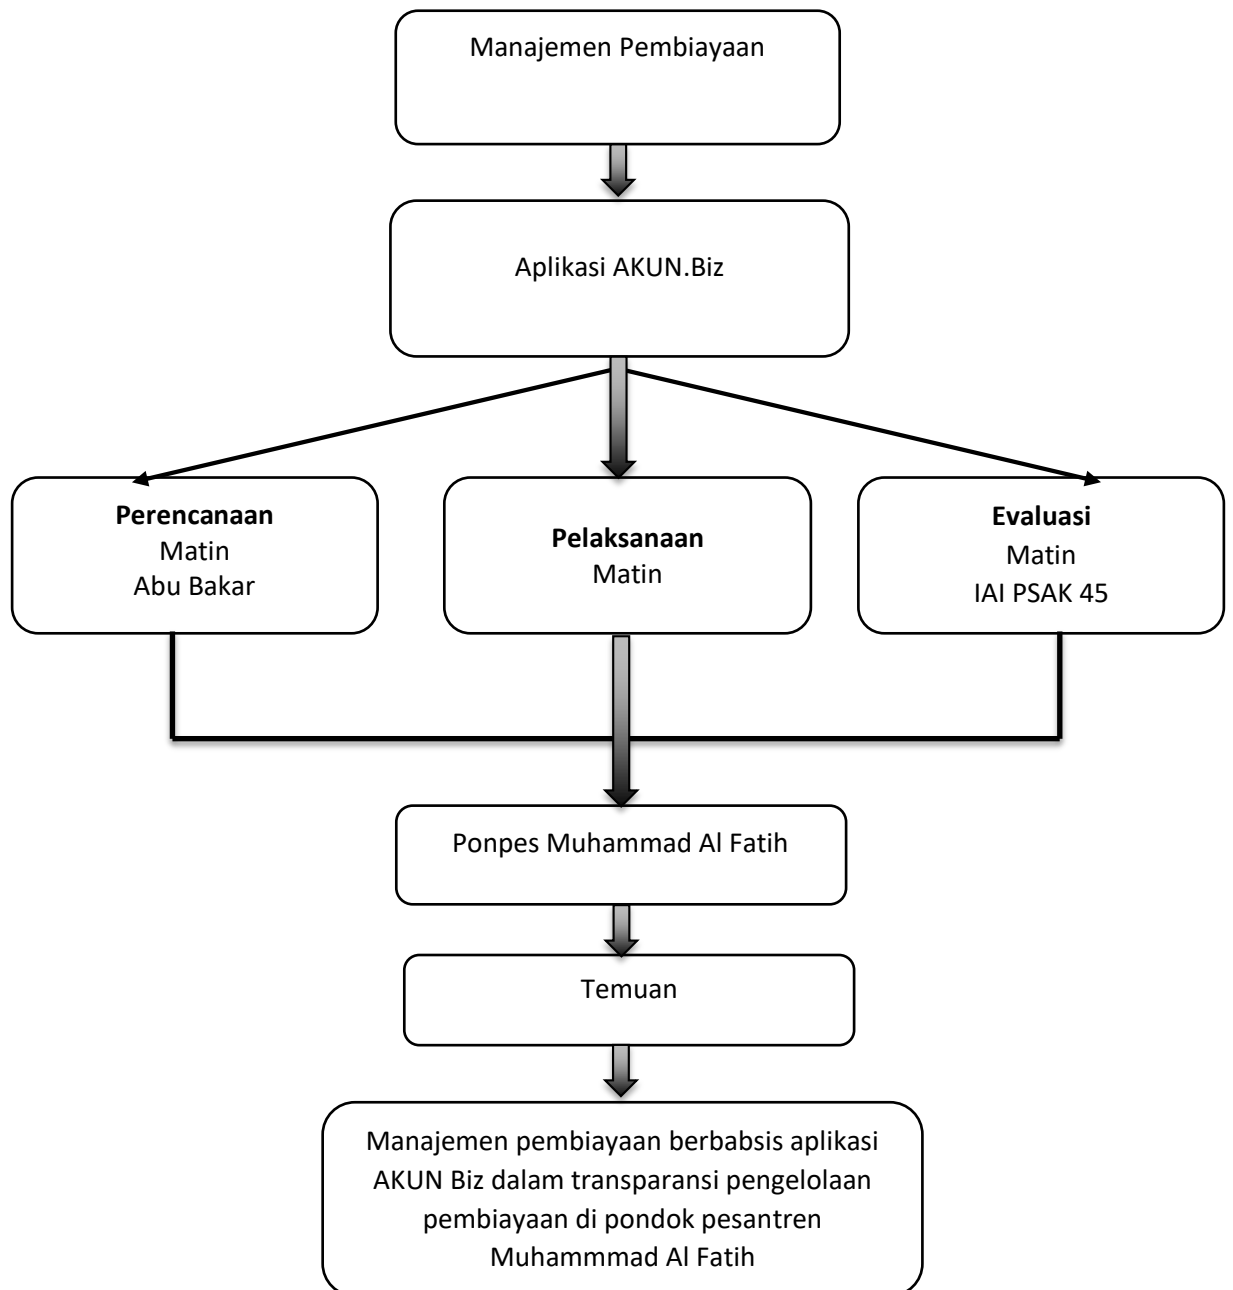 Manajemen Pembiayaan
Aplikasi AKUN.Biz
Perencanaan
Matin
Abu Bakar
Pelaksanaan
Matin
Evaluasi
Matin
IAI PSAK 45
Ponpes Muhammad Al Fatih
Temuan
Manajemen pembiayaan berbabsis aplikasi
AKUN Biz dalam transparansi pengelolaan
pembiayaan di pondok pesantren
Muhammmad Al Fatih